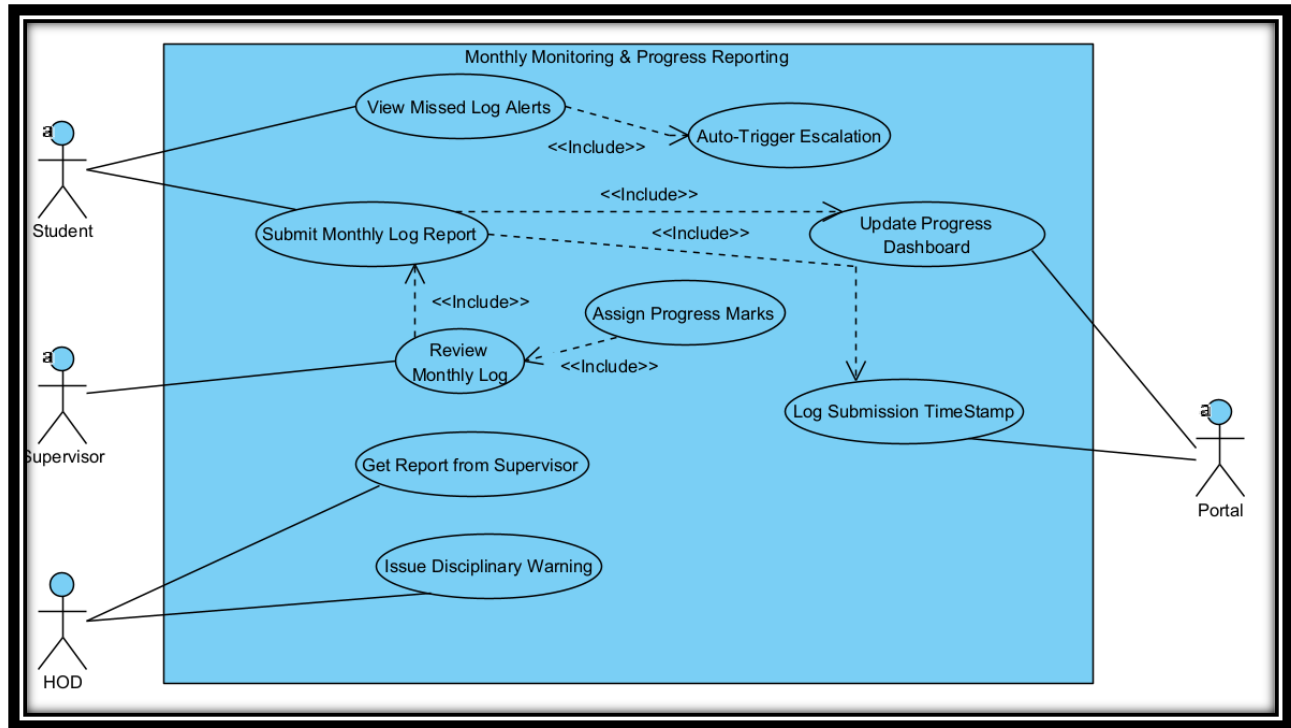 Monthly Monitoring & Progress Reporting
View Missed Log Alerts
Auto-Trigger Escalation
<<Include>>
a
Student
<<Include>>
Submit Monthly Log Report
<<Include>>
Update Progress
Dashboard
<<Include>>
Assign Progress Marks
Review
Monthly Log
<<Include>>
a
Supervisor
Log Submission TimeStamp
a
Portal
Get Report from Supervisor
Issue Disciplinary Warning
HOD